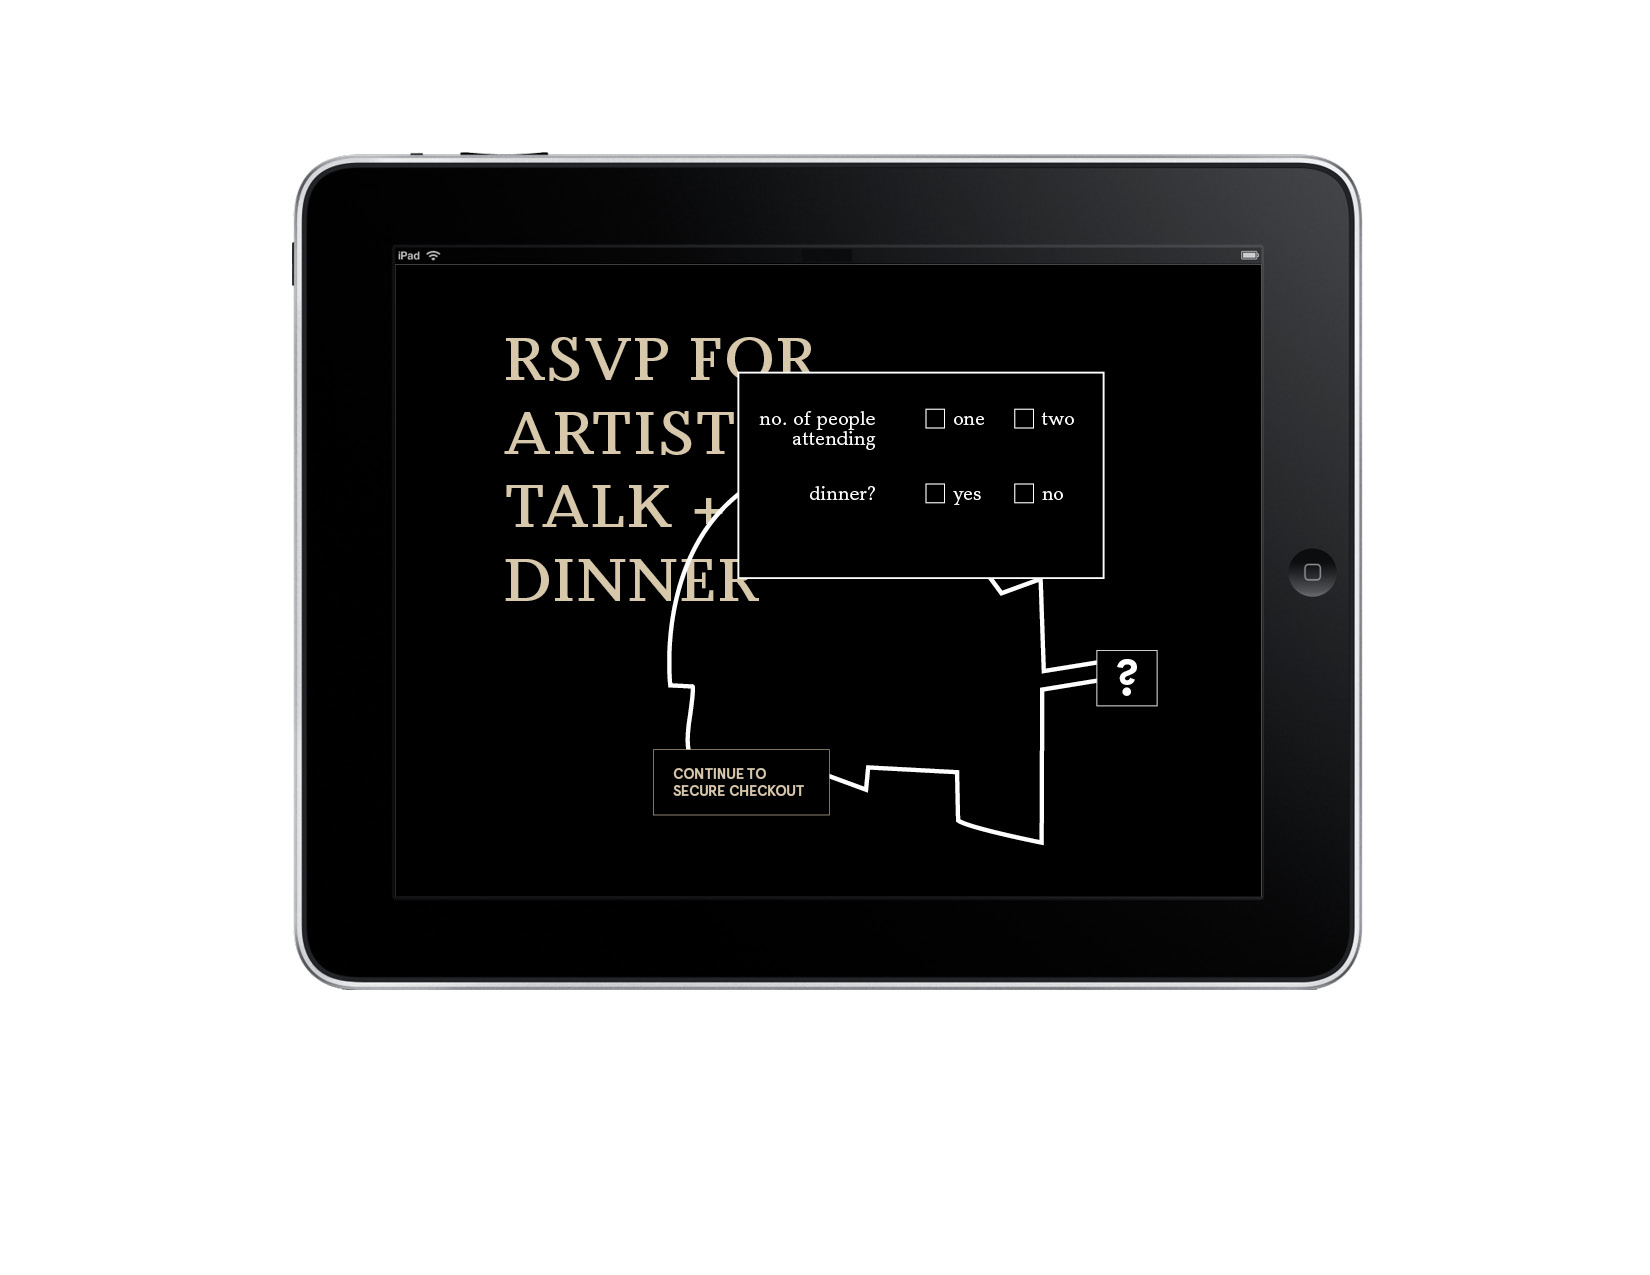 iPad
RSVP FOR
ARTIST
TALK +
DINNER
no. of people
attending
one
two
dinner?
yes
no
?
CONTINUE TO
SECURE CHECKOUT